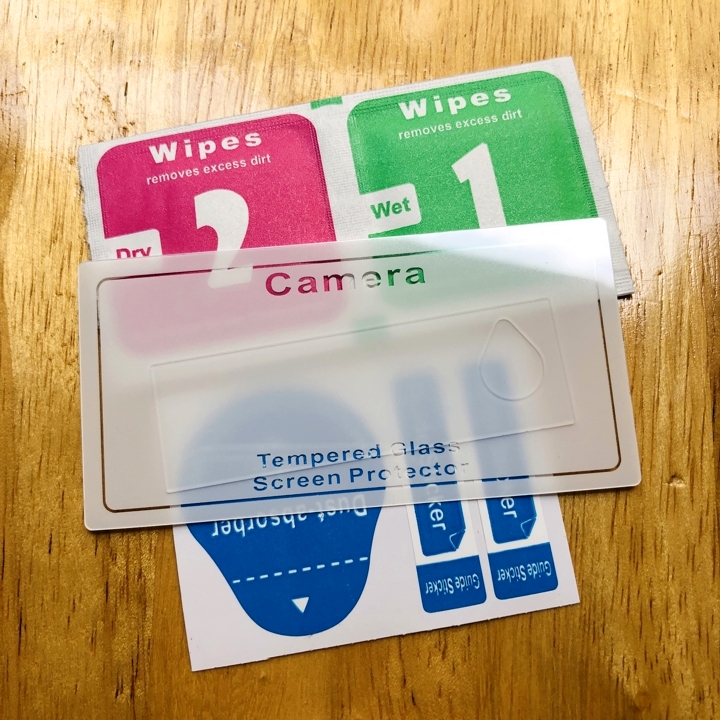 Wipes
removes excess dirt
2
Dry
Wipes
removes excess dirt
1
Wet
Camera
Tempered Glass
Screen Protector
Dust-absorber
Guide Sticker
Guide Sticker